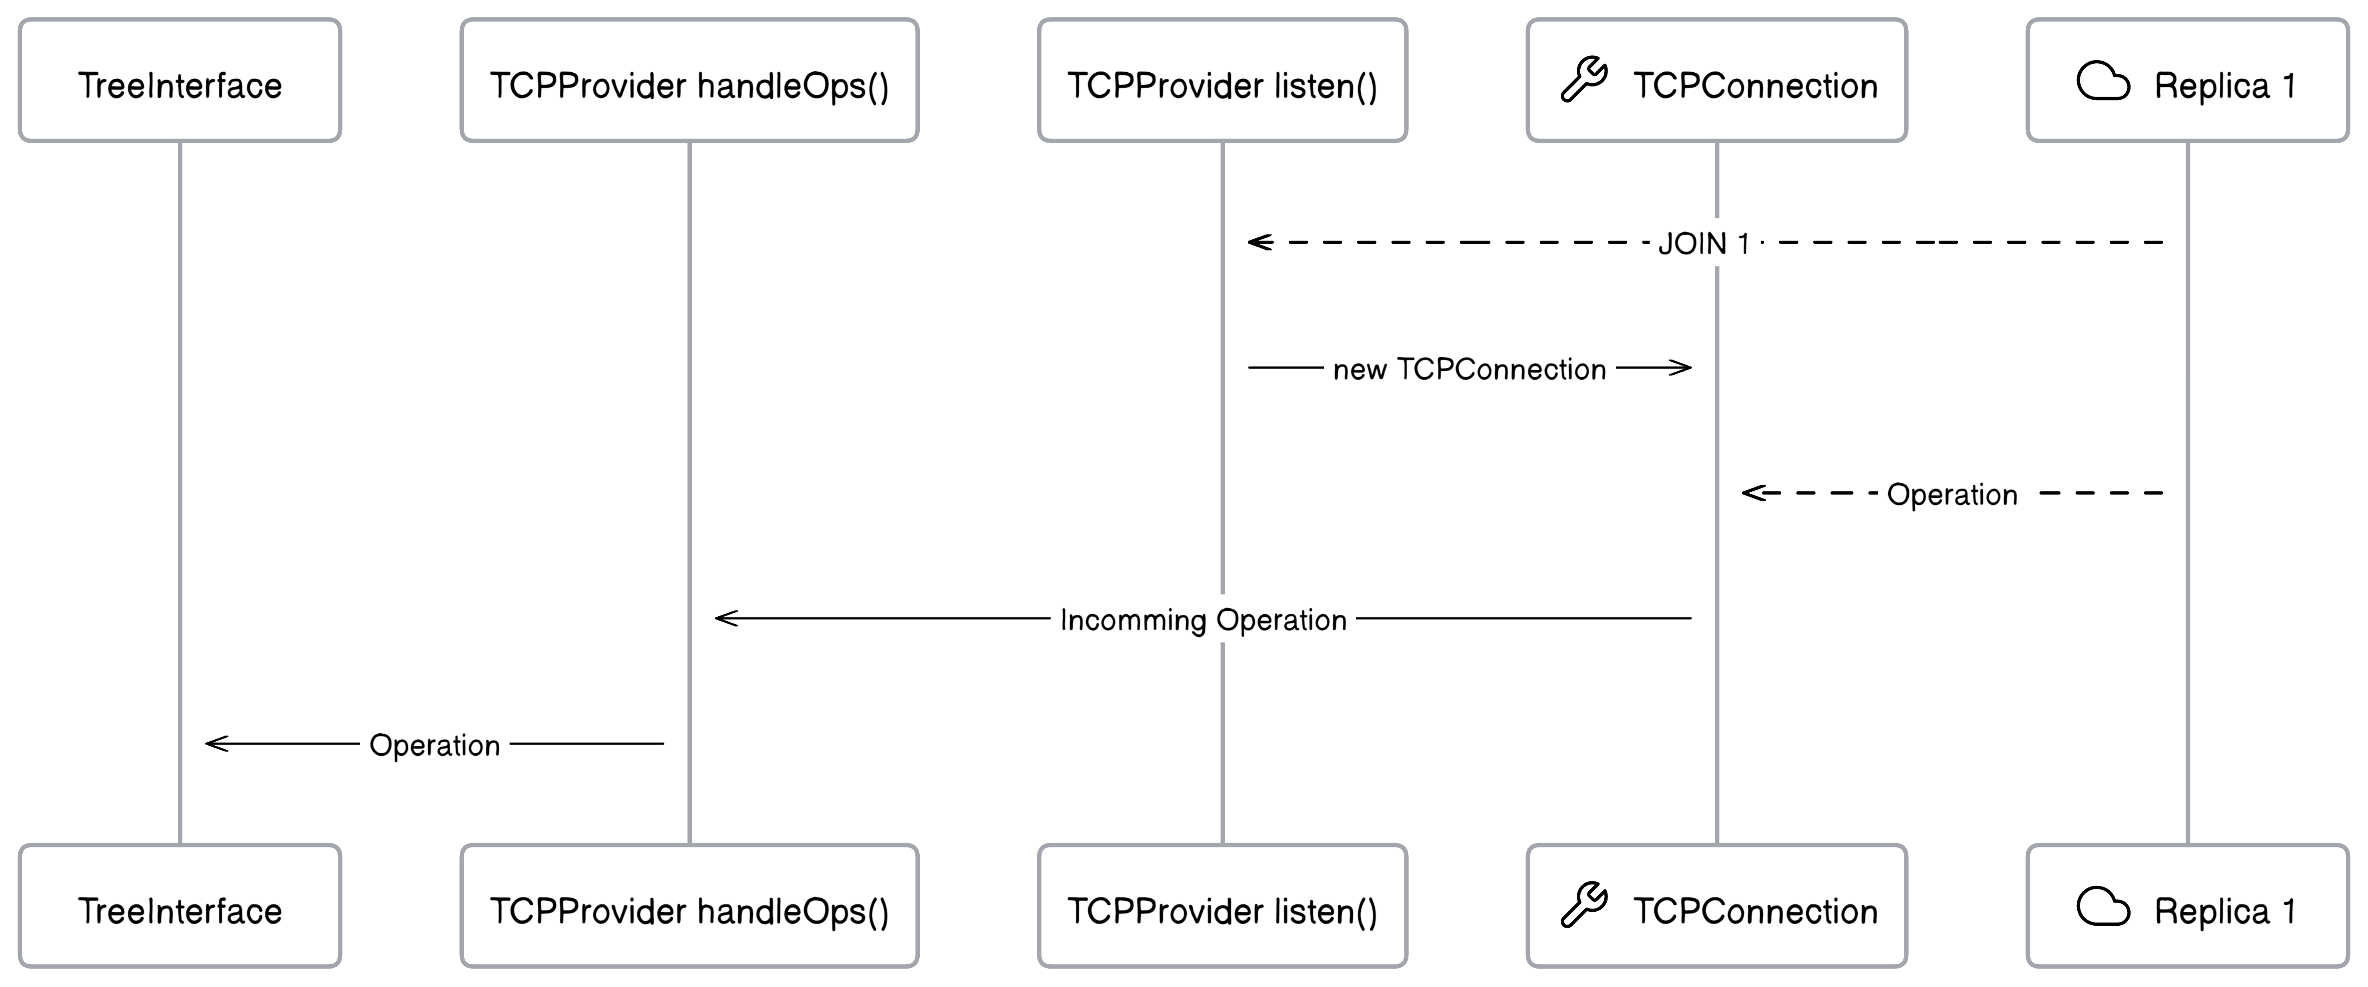 TreeInterface
TCPProvider handleOps()
TCPProvider listen()
TCPConnection
Replica 1
JOIN 1
new TCPConnection
Operation
Incomming Operation
Operation
TreeInterface
TCPProvider handleOps()
TCPProvider listen()
TCPConnection
Replica 1